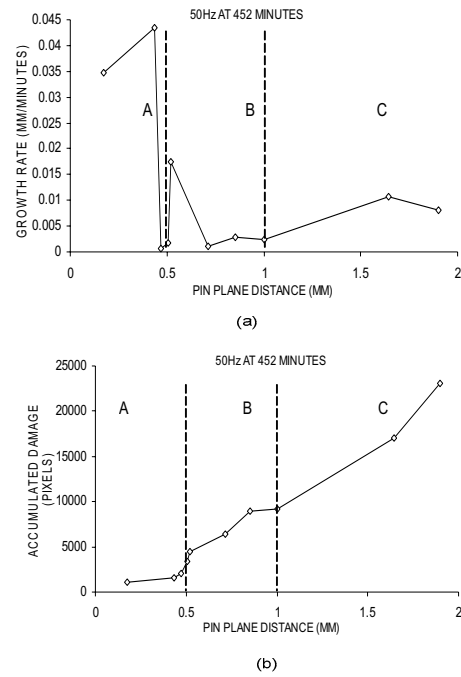 50HZ AT 452 MINUTES
0.045
0.04
0.035
0.03
0.025
0.02
0.015
0.01
0.005
0
GROWTH RATE (MM/MINUTES)
A
B
C
0 0.5 1 1.5 2
PIN PLANE DISTANCE (MM)
(a)
50Hz AT 452 MINUTES
25000
20000
15000
10000
5000
0
ACCUMULATED DAMAGE
(PIXELS)
A
B
C
0 0.5 1 1.5 2
PIN PLANE DISTANCE (MM)
(b)